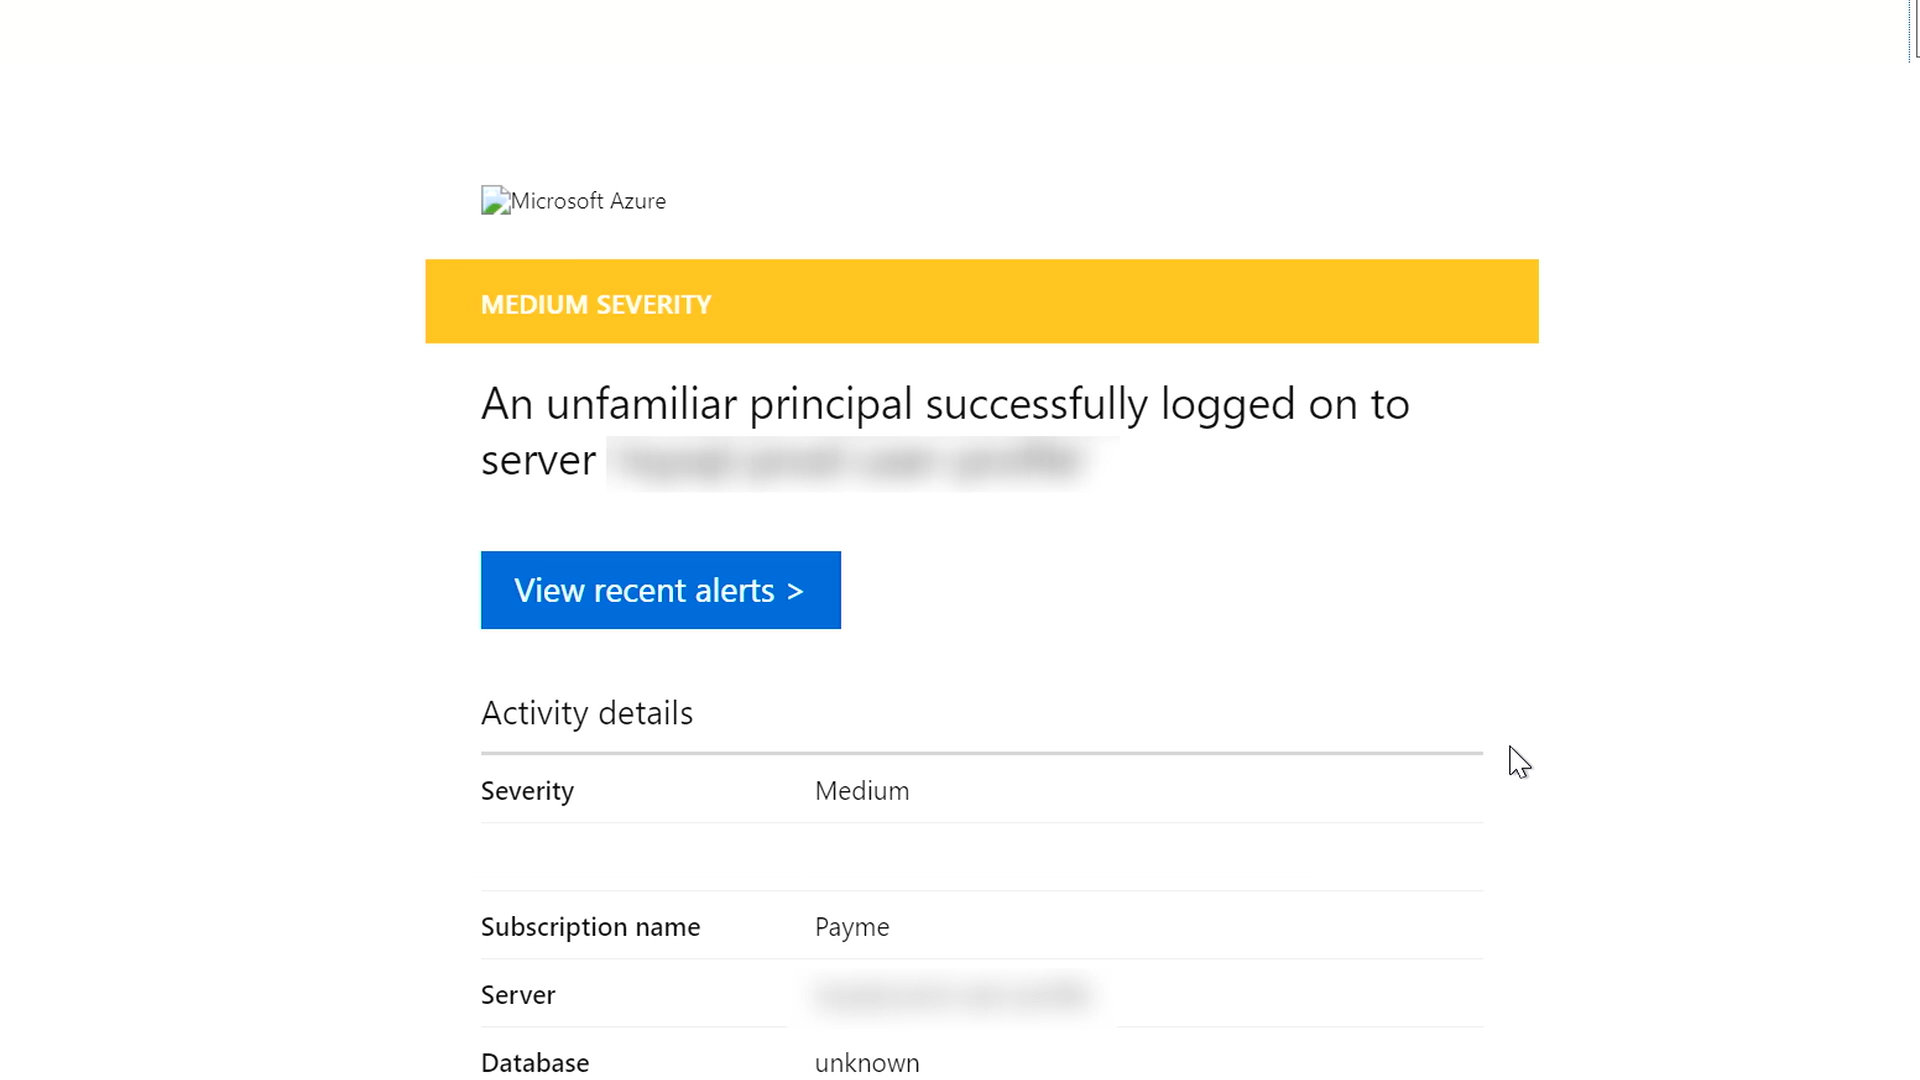 Microsoft Azure
MEDIUM SEVERITY
An unfamiliar principal successfully logged on to
server
View recent alerts >
Activity details
Severity Medium
Subscription name Payme
Server
Database unknown